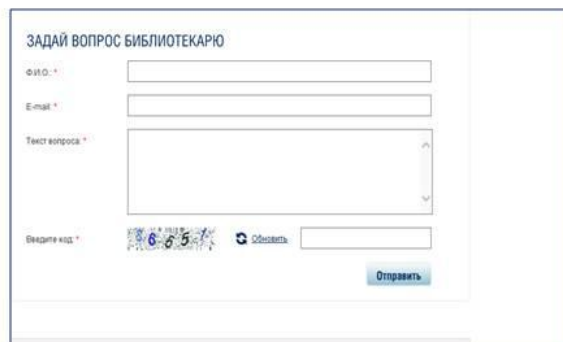 ЗАДАЙ ВОПРОС БИБЛИОТЕКАРЮ
Ф.И.О.: *
E-mail: *
Текст вопроса: *
Введите код: * Обновить
Отправить